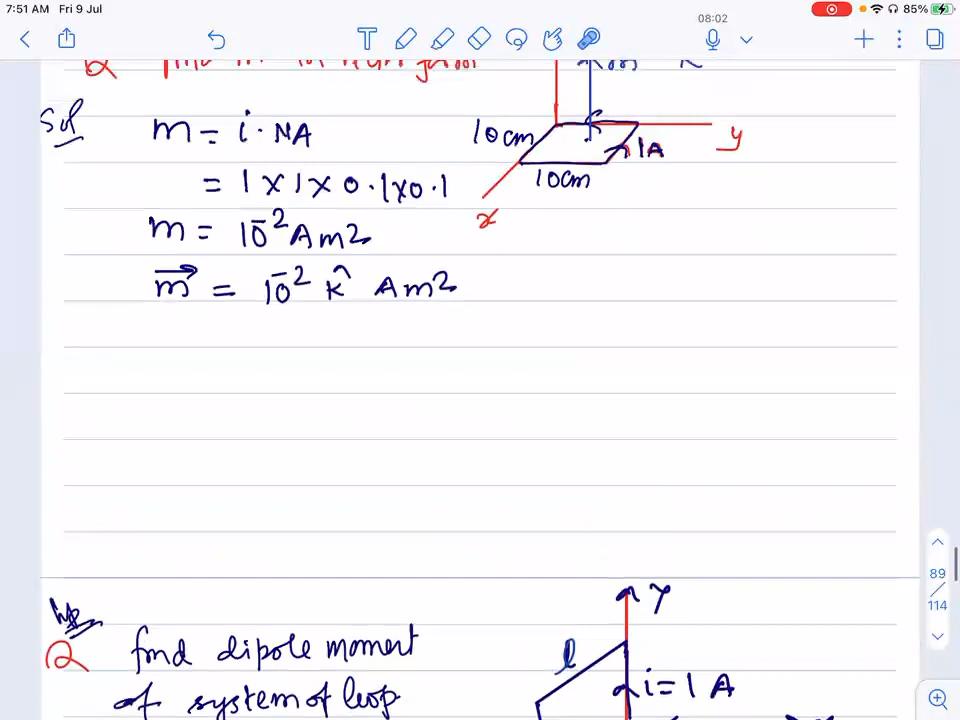 7:51 AM Fri 9 Jul
85%
08:02
Q
Sol
m = i · NA
= 1 x 1 x 0.1 x 0.1
m = 10⁻² Am2
m⃗ = 10⁻² k̂ Am2
10cm
1A
10cm
y
x
89
114
Imp
Q find dipole moment
of system of loop
l
Y
i = 1 A